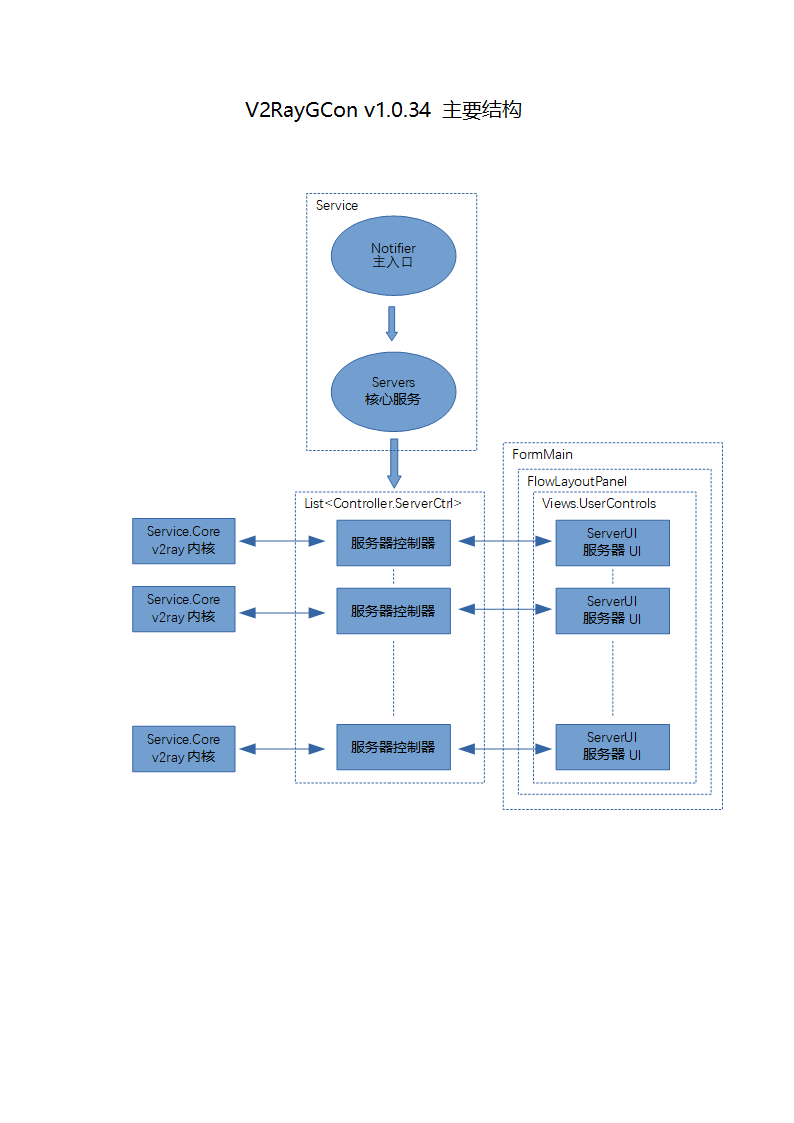 V2RayGCon v1.0.34 主要结构
Service
Notifier
主入口
Servers
核心服务
FormMain
FlowLayoutPanel
List<Controller.ServerCtrl>
Views.UserControls
Service.Core
v2ray 内核
服务器控制器
ServerUI
服务器 UI
Service.Core
v2ray 内核
服务器控制器
ServerUI
服务器 UI
Service.Core
v2ray 内核
服务器控制器
ServerUI
服务器 UI